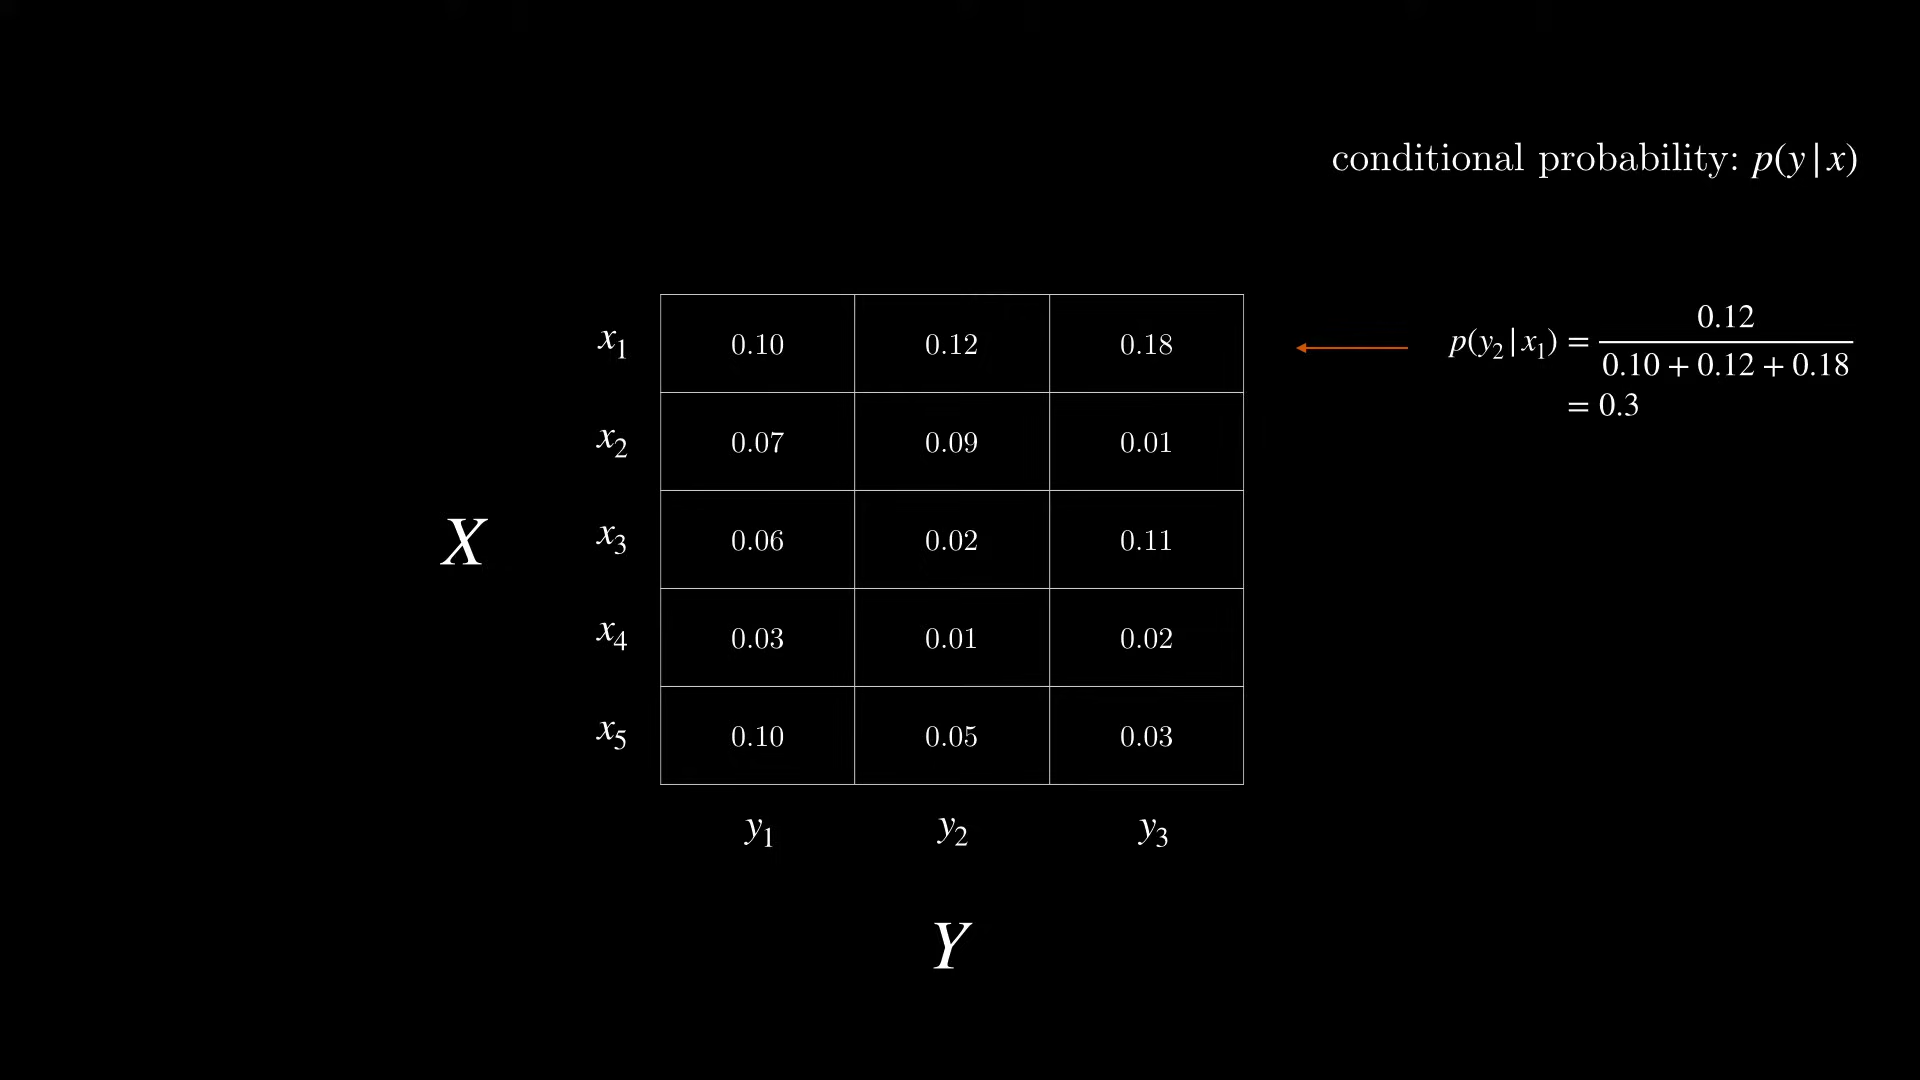 conditional probability: p(y|x)
x₁ 0.10 0.12 0.18
p(y₂|x₁) = 0.12 / 0.10 + 0.12 + 0.18
= 0.3
x₂ 0.07 0.09 0.01
X
x₃ 0.06 0.02 0.11
x₄ 0.03 0.01 0.02
x₅ 0.10 0.05 0.03
y₁ y₂ y₃
Y